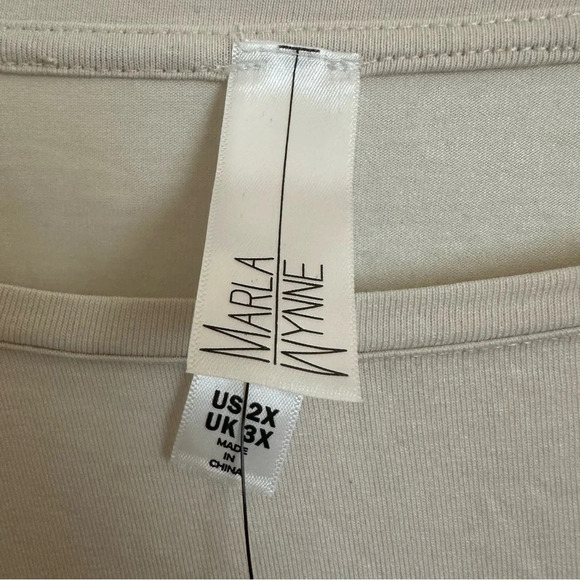 MARLA
WYNNE
US 2X
UK 3X
MADE
IN
CHINA